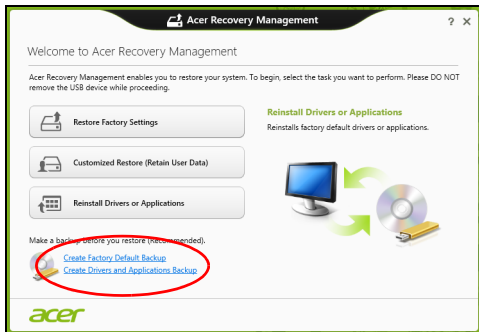 Acer Recovery Management
? ×
Welcome to Acer Recovery Management
Acer Recovery Management enables you to restore your system. To begin, select the task you want to perform. Please DO NOT
remove the USB device while proceeding.
Restore Factory Settings
Customized Restore (Retain User Data)
Reinstall Drivers or Applications
Reinstall Drivers or Applications
Reinstalls factory default drivers or applications.
Make a backup before you restore (Recommended).
Create Factory Default Backup
Create Drivers and Applications Backup
acer